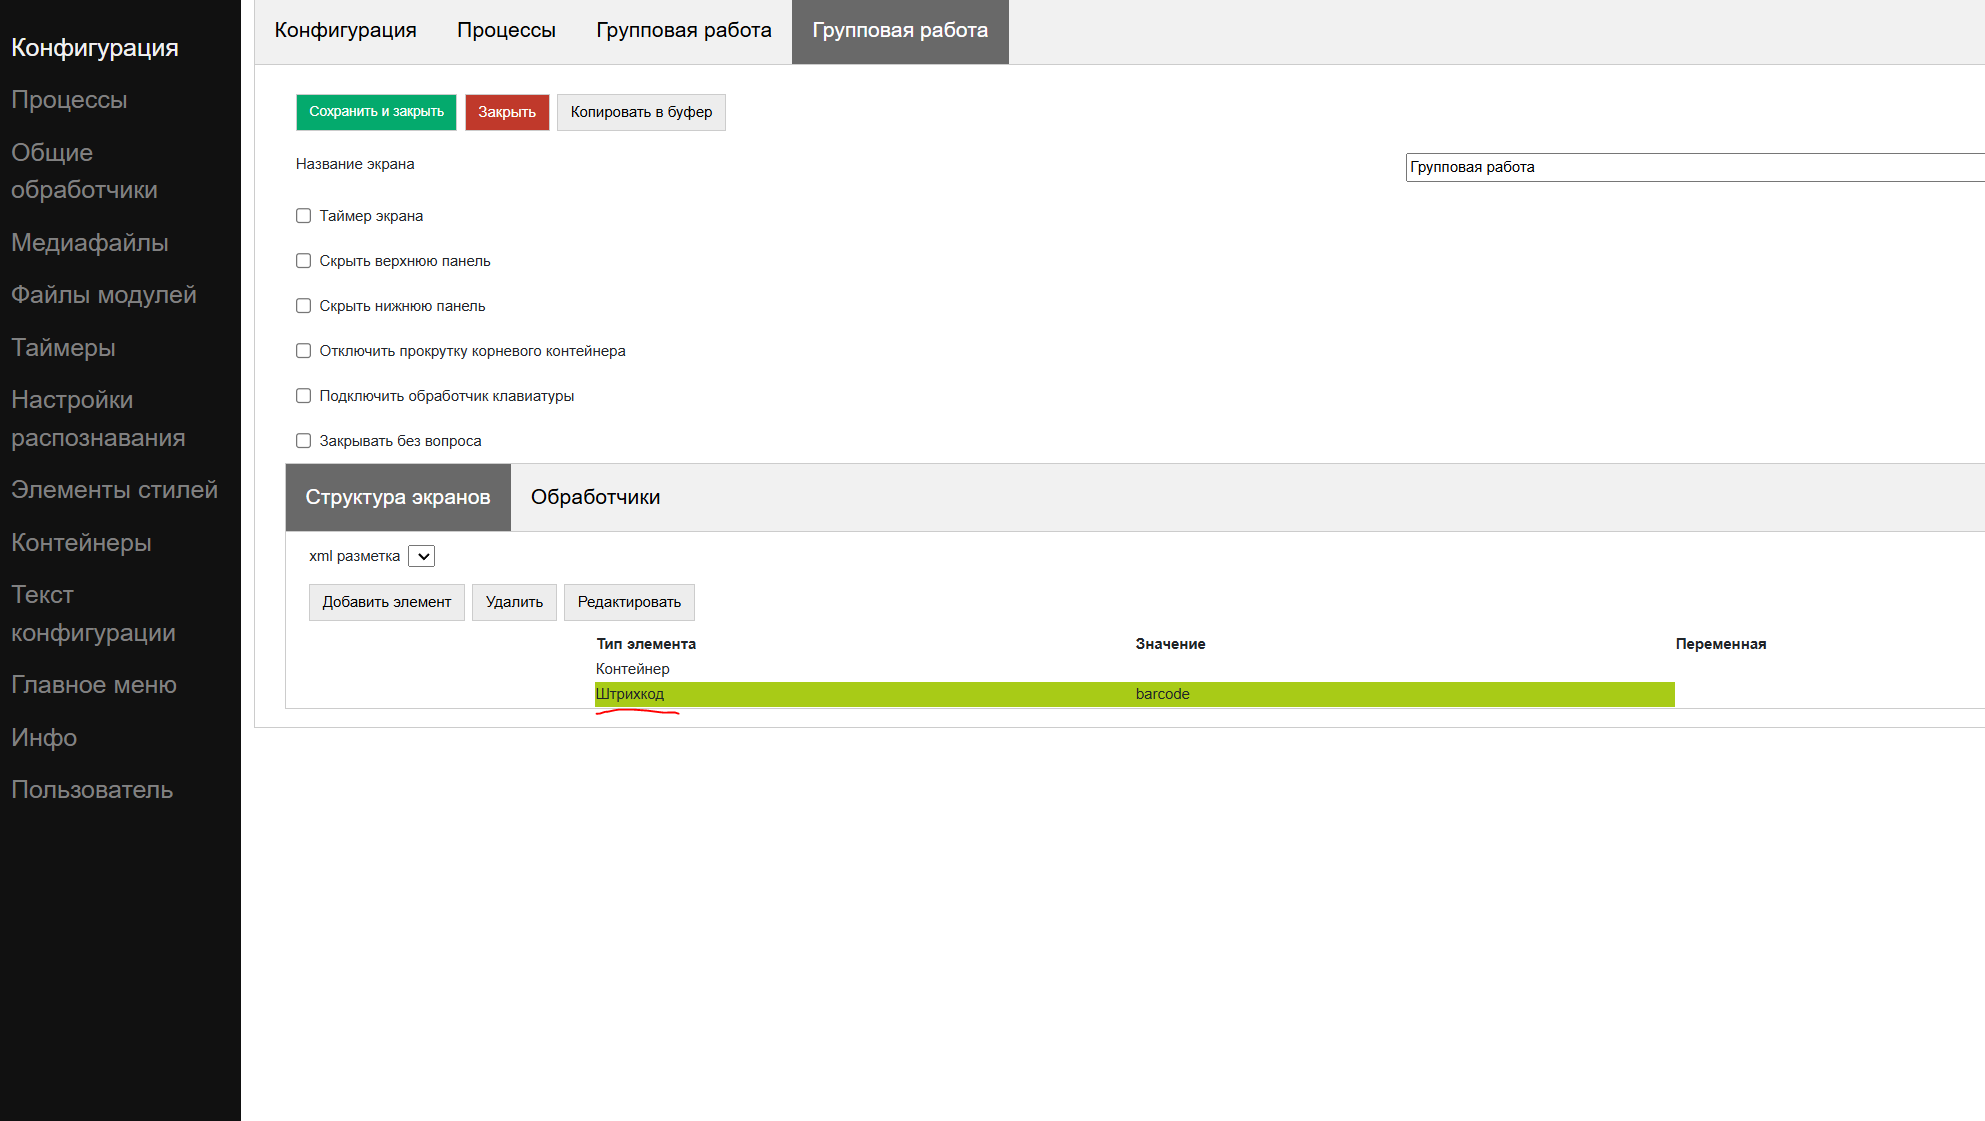 Конфигурация
Процессы
Общие
обработчики
Медиафайлы
Файлы модулей
Таймеры
Настройки
распознавания
Элементы стилей
Контейнеры
Текст
конфигурации
Главное меню
Инфо
Пользователь
Конфигурация Процессы Групповая работа Групповая работа
Сохранить и закрыть Закрыть Копировать в буфер
Название экрана Групповая работа
Таймер экрана
Скрыть верхнюю панель
Скрыть нижнюю панель
Отключить прокрутку корневого контейнера
Подключить обработчик клавиатуры
Закрывать без вопроса
Структура экранов Обработчики
xml разметка
Добавить элемент Удалить Редактировать
Тип элемента Значение Переменная
Контейнер
Штрихкод barcode